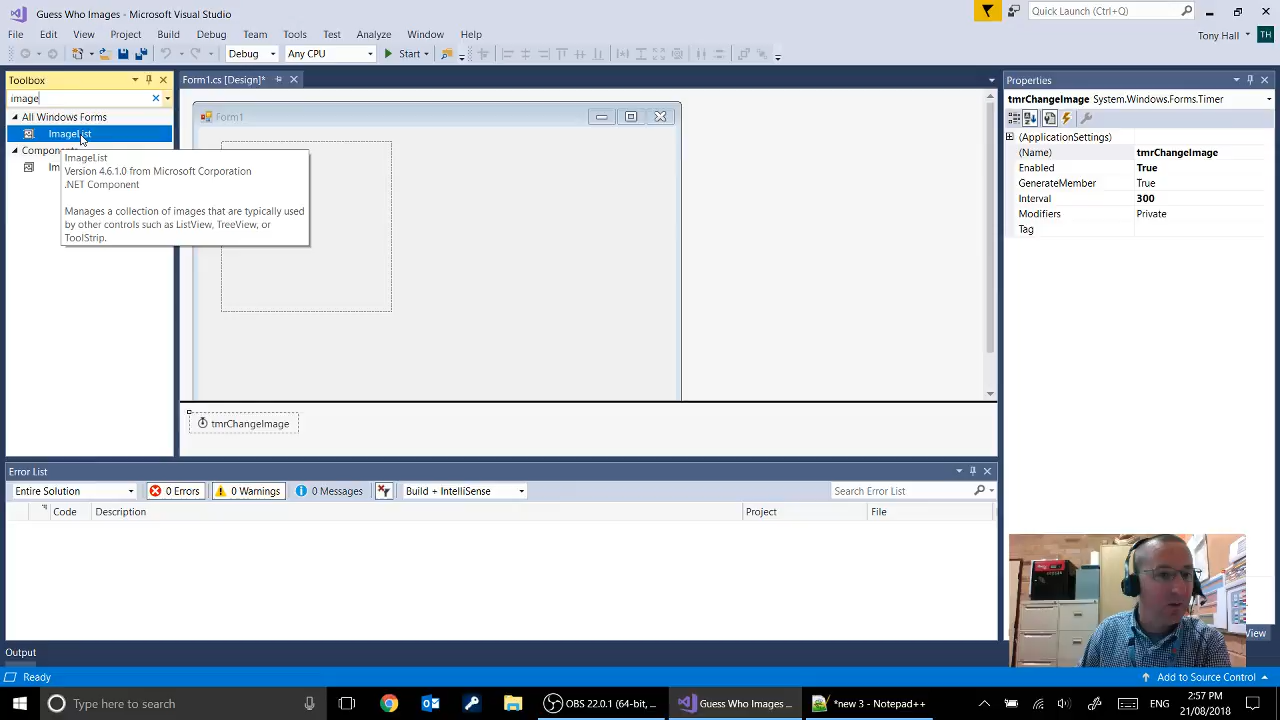 Guess Who Images - Microsoft Visual Studio
Quick Launch (Ctrl+Q)
File Edit View Project Build Debug Team Tools Test Analyze Window Help
Tony Hall TH
Debug Any CPU Start
Toolbox
image
All Windows Forms
ImageList
Components
Im
ImageList
Version 4.6.1.0 from Microsoft Corporation
.NET Component
Manages a collection of images that are typically used
by other controls such as ListView, TreeView, or
ToolStrip.
Form1.cs [Design]*
Form1
tmrChangeImage
Properties
tmrChangeImage System.Windows.Forms.Timer
(ApplicationSettings)
(Name) tmrChangeImage
Enabled True
GenerateMember True
Interval 300
Modifiers Private
Tag
Error List
Entire Solution 0 Errors 0 Warnings 0 Messages Build + IntelliSense Search Error List
Code Description Project File
View
Output
Ready Add to Source Control
Type here to search
OBS 22.0.1 (64-bit, ...
Guess Who Images ...
*new 3 - Notepad++
ENG
2:57 PM
21/08/2018